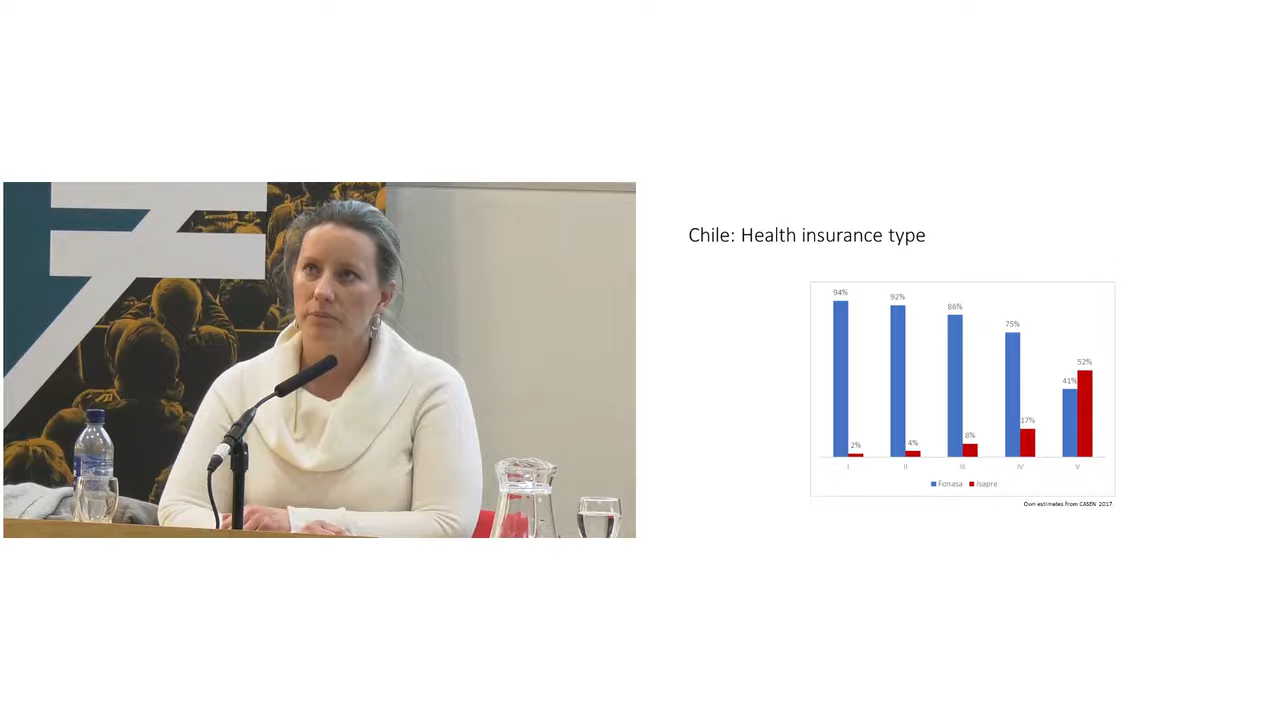 Chile: Health insurance type
94%
2%
92%
4%
86%
8%
75%
17%
41%
52%
I
II
III
IV
V
Fonasa
Isapre
Own estimates from CASEN 2017.